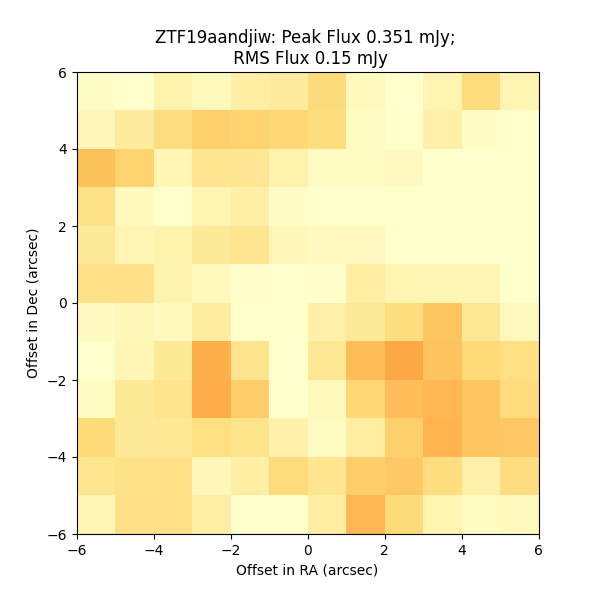 ZTF19aandjiw: Peak Flux 0.351 mJy;
RMS Flux 0.15 mJy
6
4
2
0
−2
−4
−6
Offset in Dec (arcsec)
−6 −4 −2 0 2 4 6
Offset in RA (arcsec)